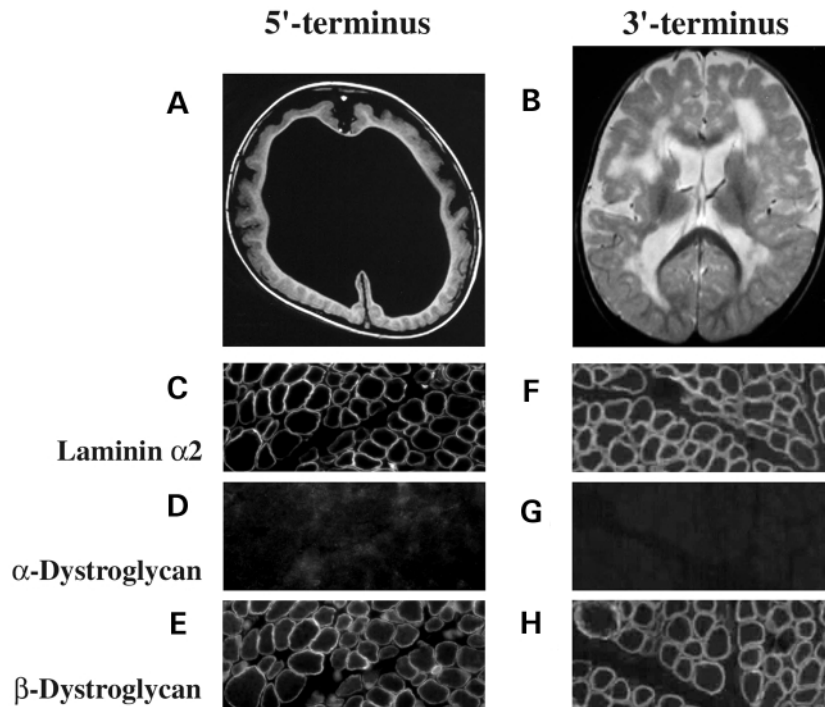 5'-terminus 3'-terminus
A B
C F
Laminin α2
D G
α-Dystroglycan
E H
β-Dystroglycan